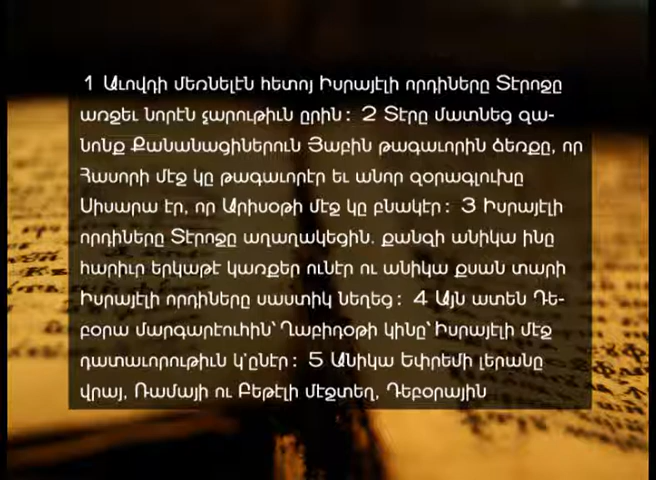 1 Աւովդի մեռնելէն հետոյ Իսրայէլի որդիները Տէրոջը
առջեւ նորէն չարութիւն ըրին։ 2 Տէրը մատնեց զա-
նոնք Քանանացիներուն Յաբին թագաւորին ձեռքը, որ
Հասորի մէջ կը թագաւորէր եւ անոր զօրագլուխը
Սիսարա էր, որ Արիսօթի մէջ կը բնակէր։ 3 Իսրայէլի
որդիները Տէրոջը աղաղակեցին. քանզի անիկա ինը
հարիւր երկաթէ կառքեր ունէր ու անիկա քսան տարի
Իսրայէլի որդիները սաստիկ նեղեց։ 4 Այն ատեն Դե-
բօրա մարգարէուհին՝ Ղաբիդօթի կինը՝ Իսրայէլի մէջ
դատաւորութիւն կ՚ընէր։ 5 Անիկա Եփրեմի լերանը
վրայ, Ռամայի ու Բեթէլի մէջտեղ, Դեբօրային